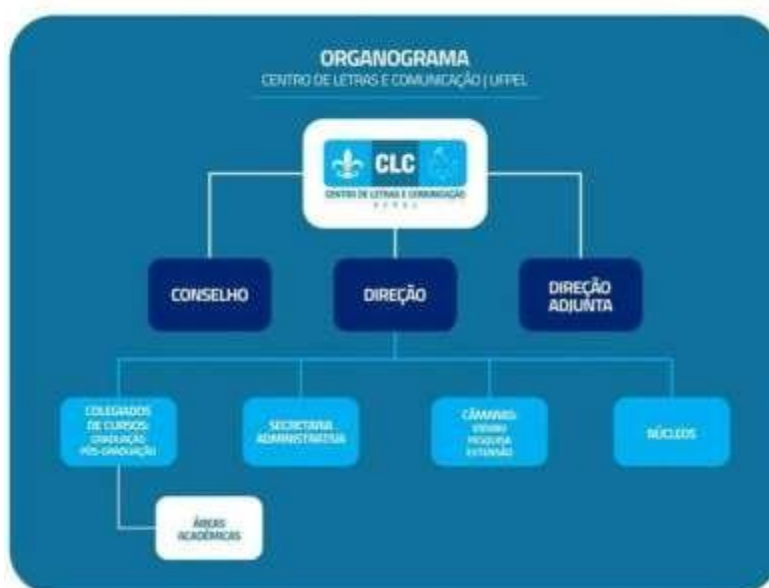 ORGANOGRAMA
CENTRO DE LETRAS E COMUNICAÇÃO | UFPEL
CLC
CENTRO DE LETRAS E COMUNICAÇÃO
UFPEL
CONSELHO
DIREÇÃO
DIREÇÃO
ADJUNTA
COLEGIADOS
DE CURSOS:
GRADUAÇÃO
PÓS-GRADUAÇÃO
SECRETARIA
ADMINISTRATIVA
CÂMARAS:
ENSINO
PESQUISA
EXTENSÃO
NÚCLEOS
ÁREAS
ACADÊMICAS